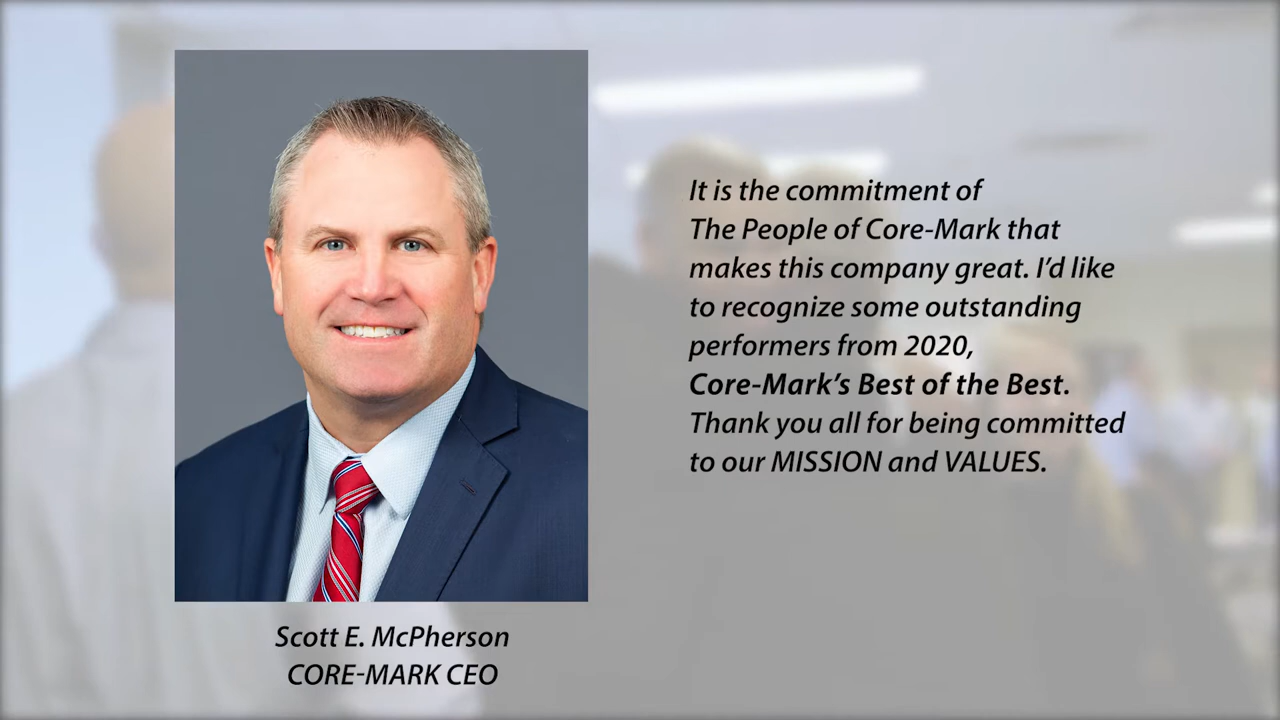 It is the commitment of
The People of Core-Mark that
makes this company great. I’d like
to recognize some outstanding
performers from 2020,
Core-Mark’s Best of the Best.
Thank you all for being committed
to our MISSION and VALUES.
Scott E. McPherson
CORE-MARK CEO